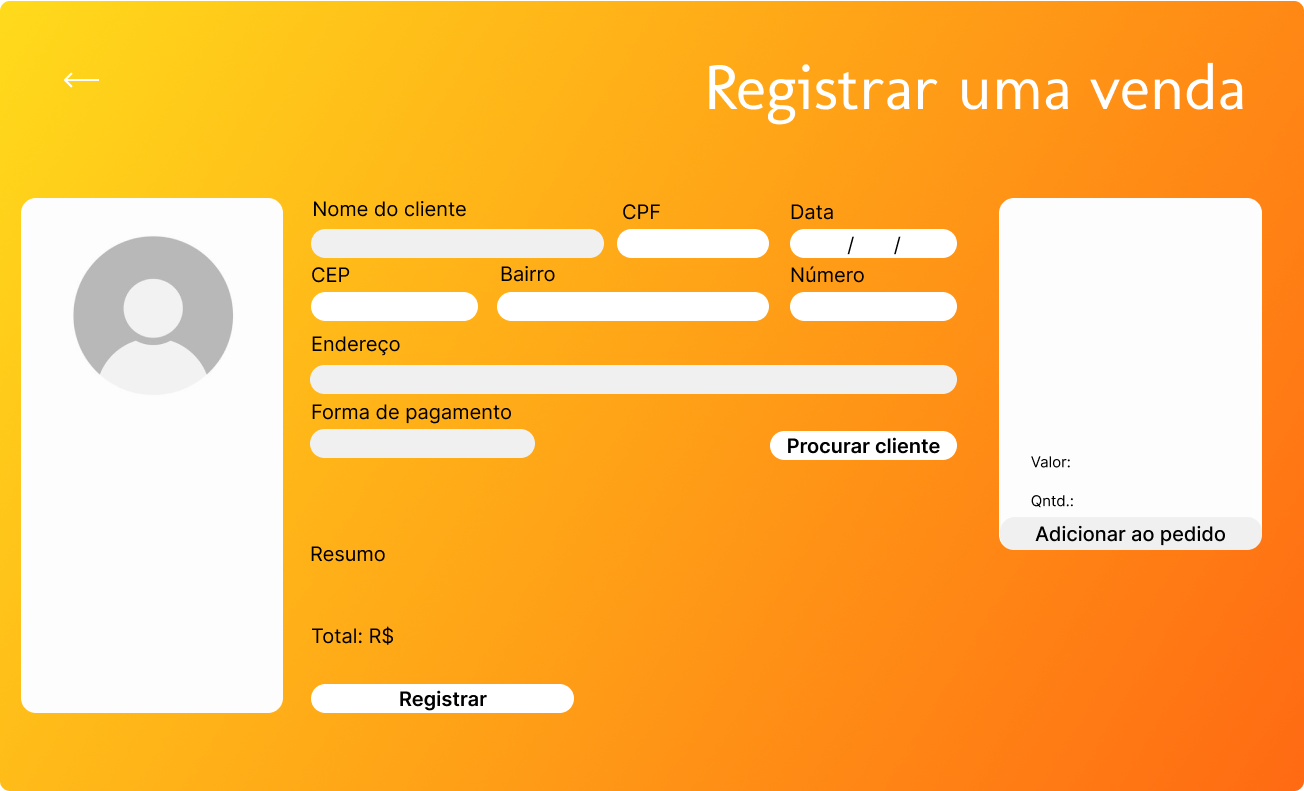 Registrar uma venda
Nome do cliente
CPF
Data
/ /
CEP
Bairro
Número
Endereço
Forma de pagamento
Procurar cliente
Resumo
Total: R$
Registrar
Valor:
Qntd.:
Adicionar ao pedido